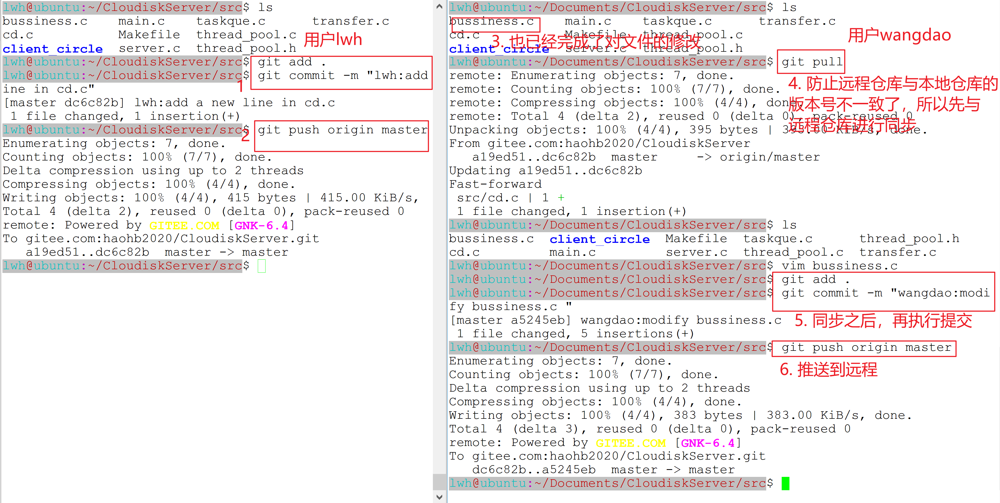 lwh@ubuntu:~/CloudiskServer/src$ ls
bussiness.c    main.c    taskque.c      transfer.c
cd.c           Makefile  thread_pool.c
client_circle  server.c  thread_pool.h
用户lwh
lwh@ubuntu:~/CloudiskServer/src$ git add .
lwh@ubuntu:~/CloudiskServer/src$ git commit -m "lwh:add
1
ine in cd.c"
[master dc6c82b] lwh:add a new line in cd.c
 1 file changed, 1 insertion(+)
lwh@ubuntu:~/CloudiskServer/src$ git push origin master
2
Enumerating objects: 7, done.
Counting objects: 100% (7/7), done.
Delta compression using up to 2 threads
Compressing objects: 100% (4/4), done.
Writing objects: 100% (4/4), 415 bytes | 415.00 KiB/s,
Total 4 (delta 2), reused 0 (delta 0), pack-reused 0
remote: Powered by GITEE.COM [GNK-6.4]
To gitee.com:haohb2020/CloudiskServer.git
   a19ed51..dc6c82b  master -> master
lwh@ubuntu:~/CloudiskServer/src$
lwh@ubuntu:~/Documents/CloudiskServer/src$ ls
bussiness.c    main.c    taskque.c      transfer.c
cd.c           Makefile  thread_pool.c
client_circle  server.c  thread_pool.h
用户wangdao
3. 也已经完成了对文件的修改
lwh@ubuntu:~/Documents/CloudiskServer/src$ git pull
remote: Enumerating objects: 7, done.
remote: Counting objects: 100% (7/7), done.
remote: Compressing objects: 100% (4/4), done.
remote: Total 4 (delta 2), reused 0 (delta 0), pack-reused 0
Unpacking objects: 100% (4/4), 395 bytes | 395.00 KiB/s, done.
4. 防止远程仓库与本地仓库的
版本号不一致了，所以先与
远程仓库进行同步
From gitee.com:haohb2020/CloudiskServer
   a19ed51..dc6c82b  master     -> origin/master
Updating a19ed51..dc6c82b
Fast-forward
 src/cd.c | 1 +
 1 file changed, 1 insertion(+)
lwh@ubuntu:~/Documents/CloudiskServer/src$ ls
bussiness.c  client_circle  Makefile  taskque.c      thread_pool.h
cd.c         main.c         server.c  thread_pool.c  transfer.c
lwh@ubuntu:~/Documents/CloudiskServer/src$ vim bussiness.c
lwh@ubuntu:~/Documents/CloudiskServer/src$ git add .
lwh@ubuntu:~/Documents/CloudiskServer/src$ git commit -m "wangdao:modi
fy bussiness.c "
[master a5245eb] wangdao:modify bussiness.c
5. 同步之后，再执行提交
 1 file changed, 5 insertions(+)
lwh@ubuntu:~/Documents/CloudiskServer/src$ git push origin master
Enumerating objects: 7, done.
6. 推送到远程
Counting objects: 100% (7/7), done.
Delta compression using up to 2 threads
Compressing objects: 100% (4/4), done.
Writing objects: 100% (4/4), 383 bytes | 383.00 KiB/s, done.
Total 4 (delta 3), reused 0 (delta 0), pack-reused 0
remote: Powered by GITEE.COM [GNK-6.4]
To gitee.com:haohb2020/CloudiskServer.git
   dc6c82b..a5245eb  master -> master
lwh@ubuntu:~/Documents/CloudiskServer/src$